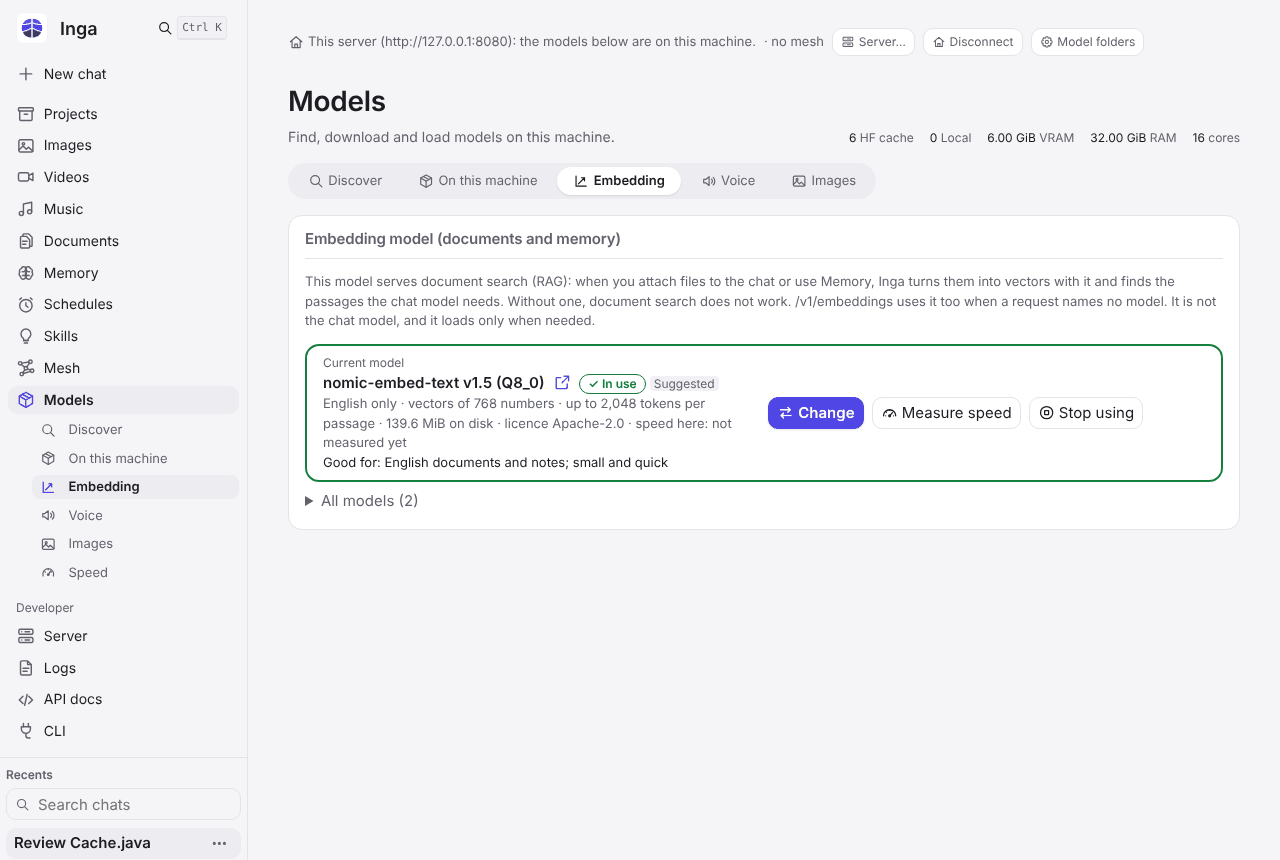 Inga
Ctrl K
New chat
Projects
Images
Videos
Music
Documents
Memory
Schedules
Skills
Mesh
Models
Discover
On this machine
Embedding
Voice
Images
Speed
Developer
Server
Logs
API docs
CLI
Recents
Search chats
Review Cache.java
This server (http://127.0.0.1:8080): the models below are on this machine. · no mesh
Server...
Disconnect
Model folders
Models
Find, download and load models on this machine.
6 HF cache 0 Local 6.00 GiB VRAM 32.00 GiB RAM 16 cores
Discover
On this machine
Embedding
Voice
Images
Embedding model (documents and memory)
This model serves document search (RAG): when you attach files to the chat or use Memory, Inga turns them into vectors with it and finds the
passages the chat model needs. Without one, document search does not work. /v1/embeddings uses it too when a request names no model. It is not
the chat model, and it loads only when needed.
Current model
nomic-embed-text v1.5 (Q8_0) In use Suggested
English only · vectors of 768 numbers · up to 2,048 tokens per
passage · 139.6 MiB on disk · licence Apache-2.0 · speed here: not
measured yet
Good for: English documents and notes; small and quick
Change
Measure speed
Stop using
All models (2)